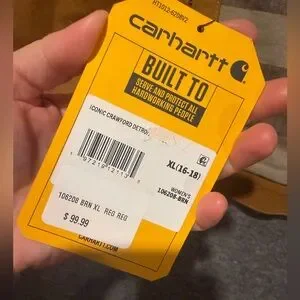 carhartt
BUILT TO
SERVE AND PROTECT ALL
HARDWORKING PEOPLE
ICONIC CRAWFORD DETRO
XL(16-18)
WOMEN'S
106208-BRN
106208 BRN XL REG REG
$ 99.99
CARHARTT.COM